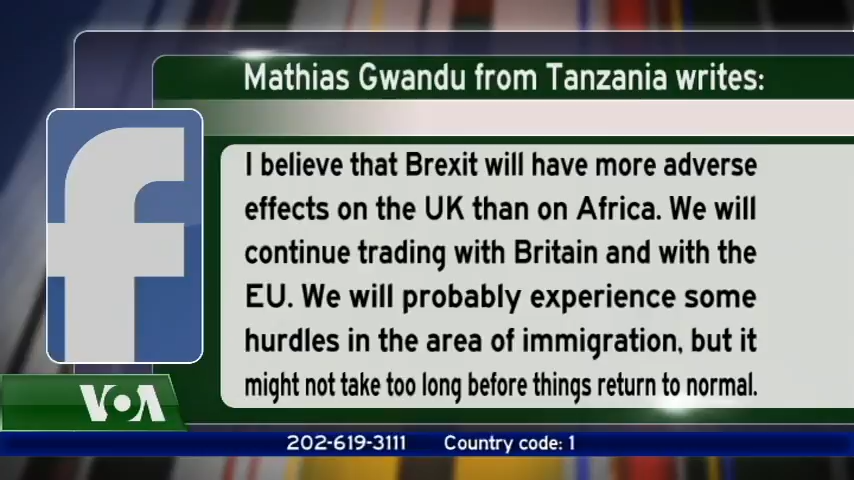 Mathias Gwandu from Tanzania writes:
I believe that Brexit will have more adverse
effects on the UK than on Africa. We will
continue trading with Britain and with the
EU. We will probably experience some
hurdles in the area of immigration, but it
might not take too long before things return to normal.
f
VOA
202-619-3111 Country code: 1